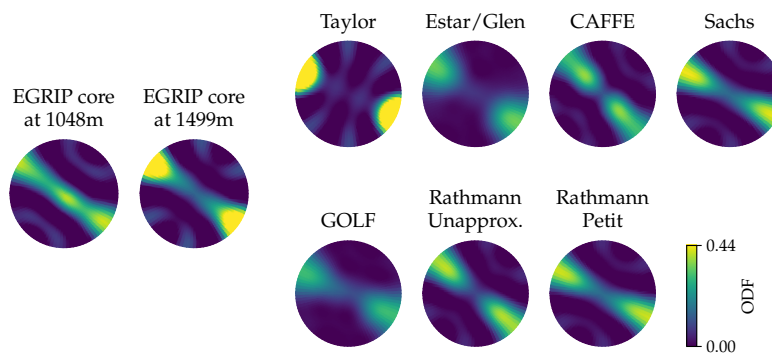 Taylor
Estar/Glen
CAFFE
Sachs
EGRIP core
at 1048m
EGRIP core
at 1499m
GOLF
Rathmann
Unapprox.
Rathmann
Petit
0.44
ODF
0.00